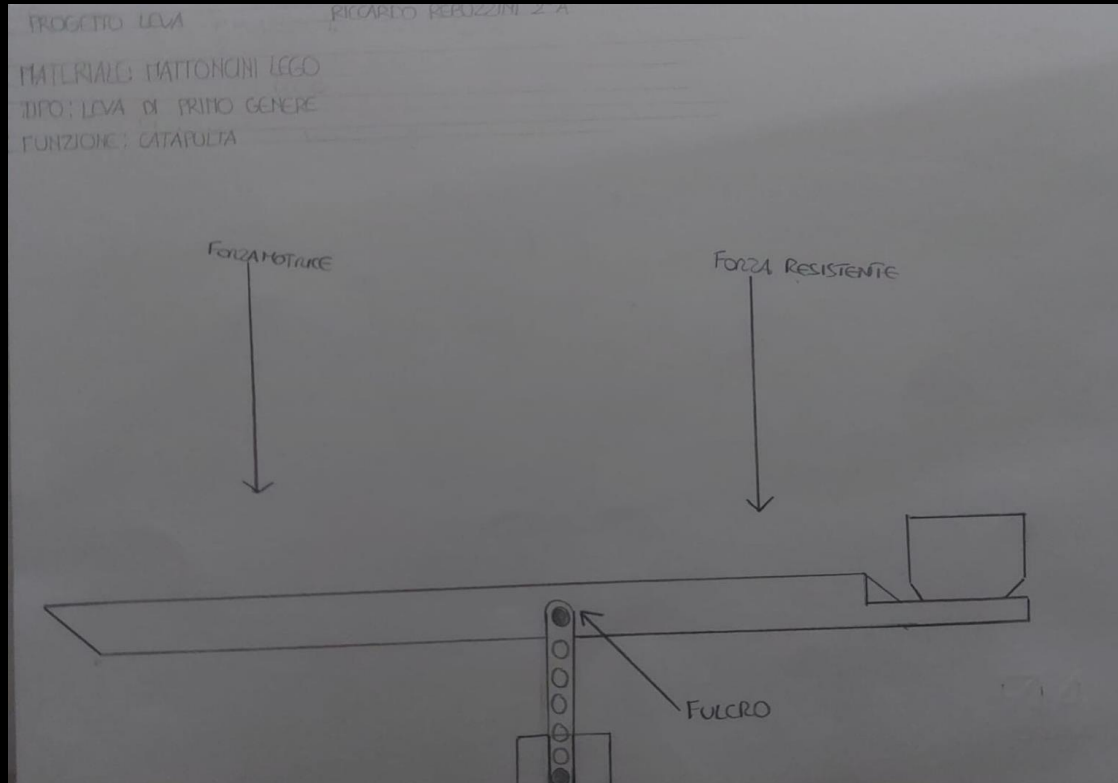 PROGETTO LEVA RICCARDO REBUZZINI 2^A
MATERIALE: MATTONCINI LEGO
TIPO: LEVA DI PRIMO GENERE
FUNZIONE: CATAPULTA
FORZA MOTRICE
FORZA RESISTENTE
FULCRO